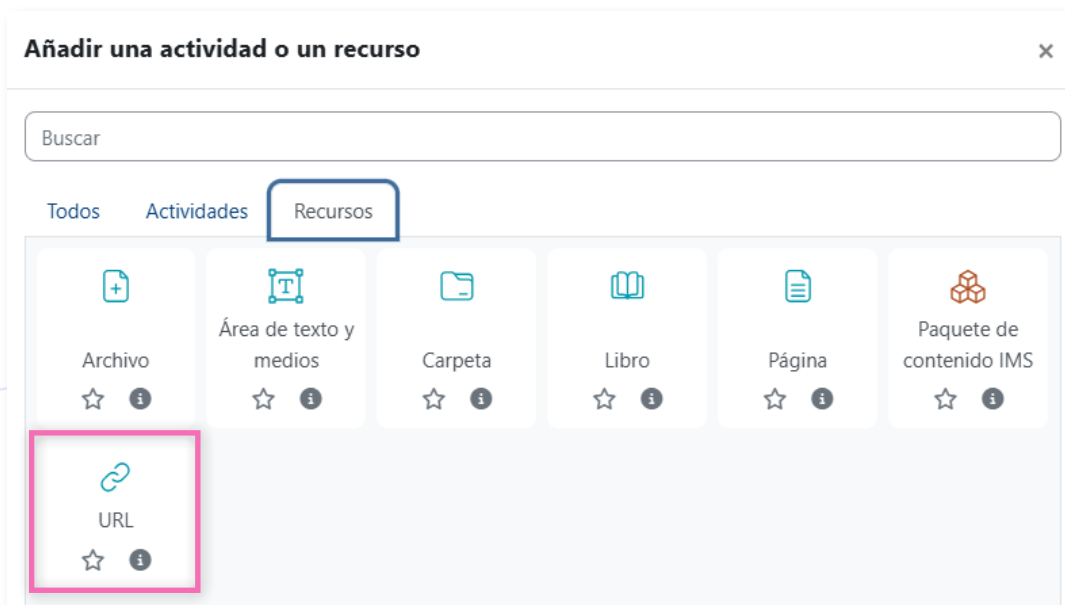 Añadir una actividad o un recurso
×
Buscar
Todos Actividades Recursos
Archivo
Área de texto y
medios
Carpeta
Libro
Página
Paquete de
contenido IMS
URL